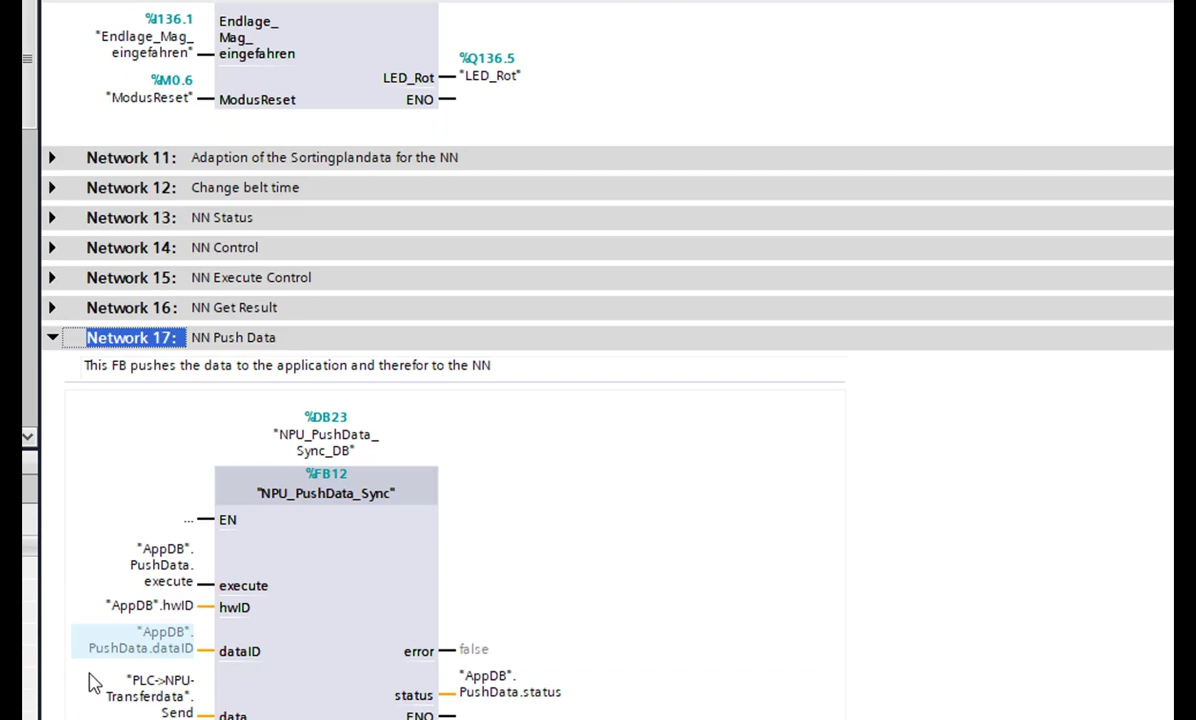 %I136.1
"Endlage_Mag_
eingefahren"
Endlage_
Mag_
eingefahren
%M0.6
"ModusReset"
ModusReset
%Q136.5
LED_Rot
"LED_Rot"
ENO
Network 11: Adaption of the Sortingplandata for the NN
Network 12: Change belt time
Network 13: NN Status
Network 14: NN Control
Network 15: NN Execute Control
Network 16: NN Get Result
Network 17: NN Push Data
This FB pushes the data to the application and therefor to the NN
%DB23
"NPU_PushData_
Sync_DB"
%FB12
"NPU_PushData_Sync"
... EN
"AppDB".
PushData.
execute
execute
"AppDB".hwID hwID
"AppDB".
PushData.dataID
dataID
error false
"PLC->NPU-
Transferdata".
Send
data
"AppDB".
PushData.status
status
ENO